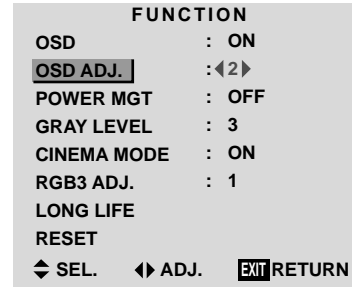 FUNCTION
OSD : ON
OSD ADJ. : 2
POWER MGT : OFF
GRAY LEVEL : 3
CINEMA MODE : ON
RGB3 ADJ. : 1
LONG LIFE
RESET
SEL. ADJ. EXIT RETURN